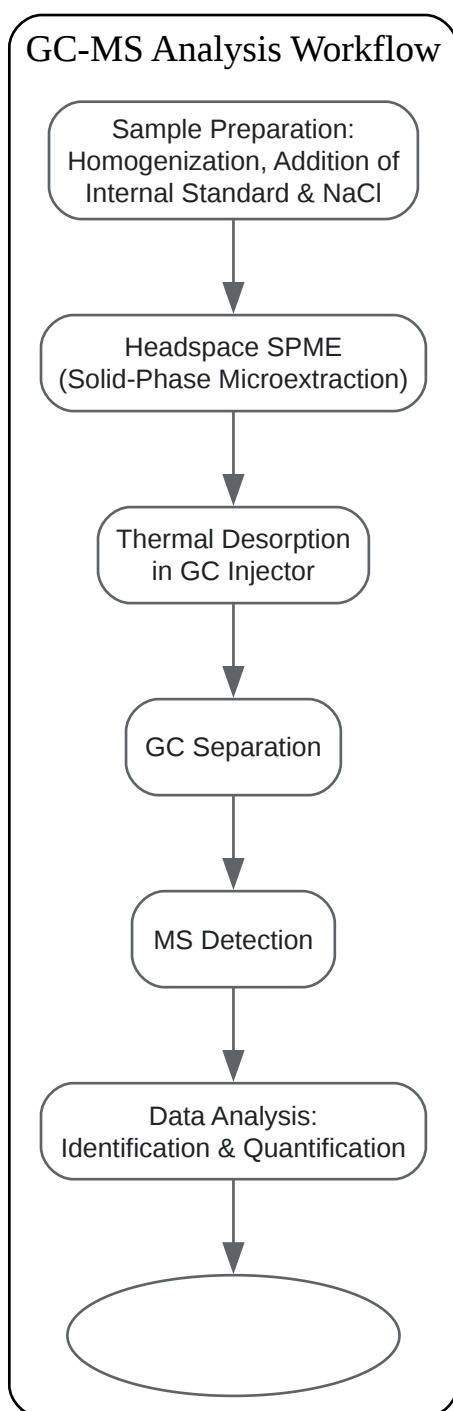 GC-MS Analysis Workflow
Sample Preparation:
Homogenization, Addition of
Internal Standard & NaCl
Headspace SPME
(Solid-Phase Microextraction)
Thermal Desorption
in GC Injector
GC Separation
MS Detection
Data Analysis:
Identification & Quantification